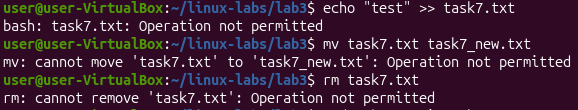 user@user-VirtualBox:~/linux-labs/lab3$ echo "test" >> task7.txt
bash: task7.txt: Operation not permitted
user@user-VirtualBox:~/linux-labs/lab3$ mv task7.txt task7_new.txt
mv: cannot move 'task7.txt' to 'task7_new.txt': Operation not permitted
user@user-VirtualBox:~/linux-labs/lab3$ rm task7.txt
rm: cannot remove 'task7.txt': Operation not permitted